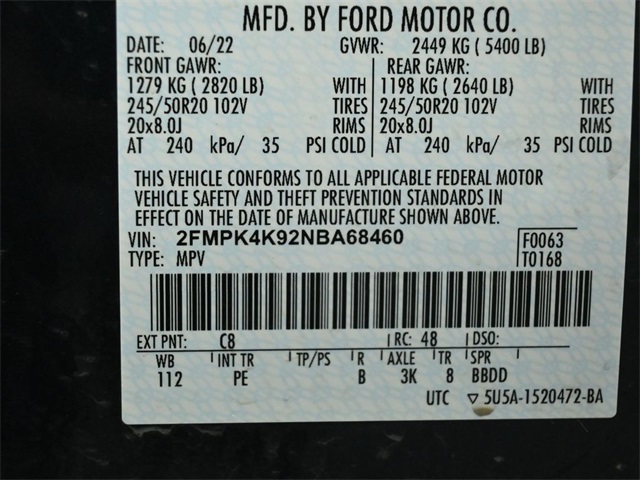 MFD. BY FORD MOTOR CO.
DATE: 06/22 GVWR: 2449 KG ( 5400 LB)
FRONT GAWR: REAR GAWR:
1279 KG ( 2820 LB) WITH 1198 KG ( 2640 LB) WITH
245/50R20 102V TIRES 245/50R20 102V TIRES
20x8.0J RIMS 20x8.0J RIMS
AT 240 kPa/ 35 PSI COLD AT 240 kPa/ 35 PSI COLD
THIS VEHICLE CONFORMS TO ALL APPLICABLE FEDERAL MOTOR
VEHICLE SAFETY AND THEFT PREVENTION STANDARDS IN
EFFECT ON THE DATE OF MANUFACTURE SHOWN ABOVE.
VIN: 2FMPK4K92NBA68460 F0063
TYPE: MPV T0168
EXT PNT: C8 RC: 48 DSO:
WB INT TR TP/PS R AXLE TR SPR
112 PE B 3K 8 BBDD
UTC ▽ 5U5A-1520472-BA